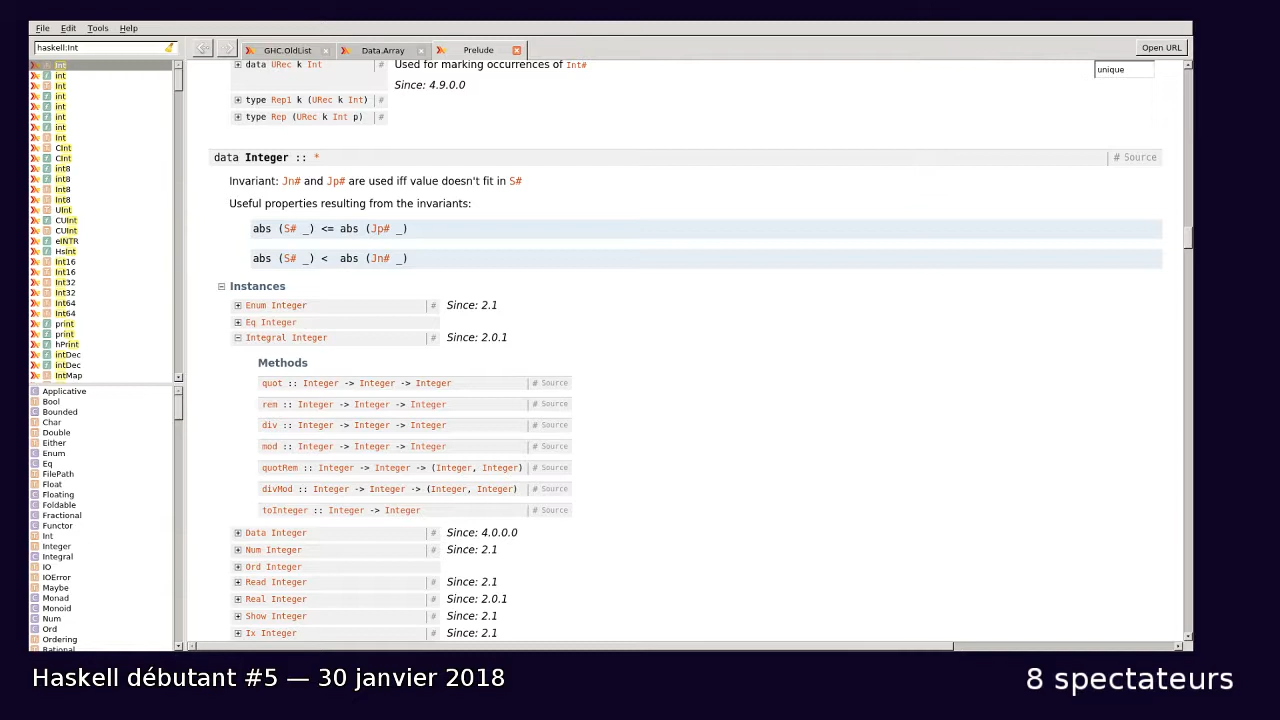 File Edit Tools Help
haskell:Int
GHC.OldList
Data.Array
Prelude
Open URL
unique
Int
int
Int
int
int
int
int
Int
CInt
CInt
int8
int8
Int8
Int8
UInt
CUInt
CUInt
eINTR
HsInt
Int16
Int16
Int32
Int32
Int64
Int64
print
print
hPrint
intDec
intDec
IntMap
Applicative
Bool
Bounded
Char
Double
Either
Enum
Eq
FilePath
Float
Floating
Foldable
Fractional
Functor
Int
Integer
Integral
IO
IOError
Maybe
Monad
Monoid
Num
Ord
Ordering
Rational
data URec k Int # Used for marking occurrences of Int#
Since: 4.9.0.0
type Rep1 k (URec k Int) #
type Rep (URec k Int p) #
data Integer :: * # Source
Invariant: Jn# and Jp# are used iff value doesn't fit in S#
Useful properties resulting from the invariants:
abs (S# _) <= abs (Jp# _)
abs (S# _) <  abs (Jn# _)
Instances
Enum Integer # Since: 2.1
Eq Integer
Integral Integer # Since: 2.0.1
Methods
quot :: Integer -> Integer -> Integer # Source
rem :: Integer -> Integer -> Integer # Source
div :: Integer -> Integer -> Integer # Source
mod :: Integer -> Integer -> Integer # Source
quotRem :: Integer -> Integer -> (Integer, Integer) # Source
divMod :: Integer -> Integer -> (Integer, Integer) # Source
toInteger :: Integer -> Integer # Source
Data Integer # Since: 4.0.0.0
Num Integer # Since: 2.1
Ord Integer
Read Integer # Since: 2.1
Real Integer # Since: 2.0.1
Show Integer # Since: 2.1
Ix Integer # Since: 2.1
Haskell débutant #5 — 30 janvier 2018
8 spectateurs